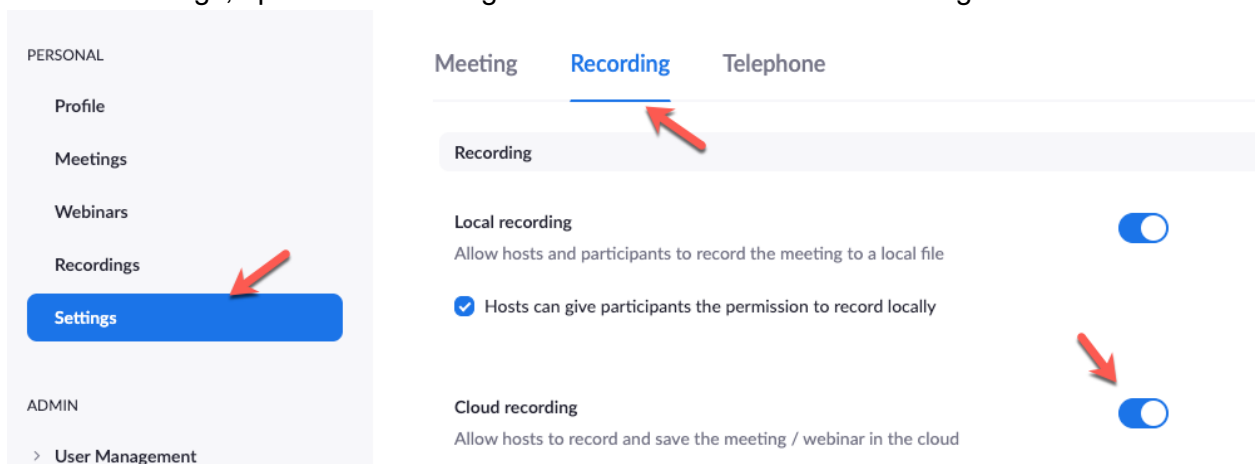 PERSONAL
Profile
Meetings
Webinars
Recordings
Settings
ADMIN
> User Management
Meeting Recording Telephone
Recording
Local recording
Allow hosts and participants to record the meeting to a local file
Hosts can give participants the permission to record locally
Cloud recording
Allow hosts to record and save the meeting / webinar in the cloud